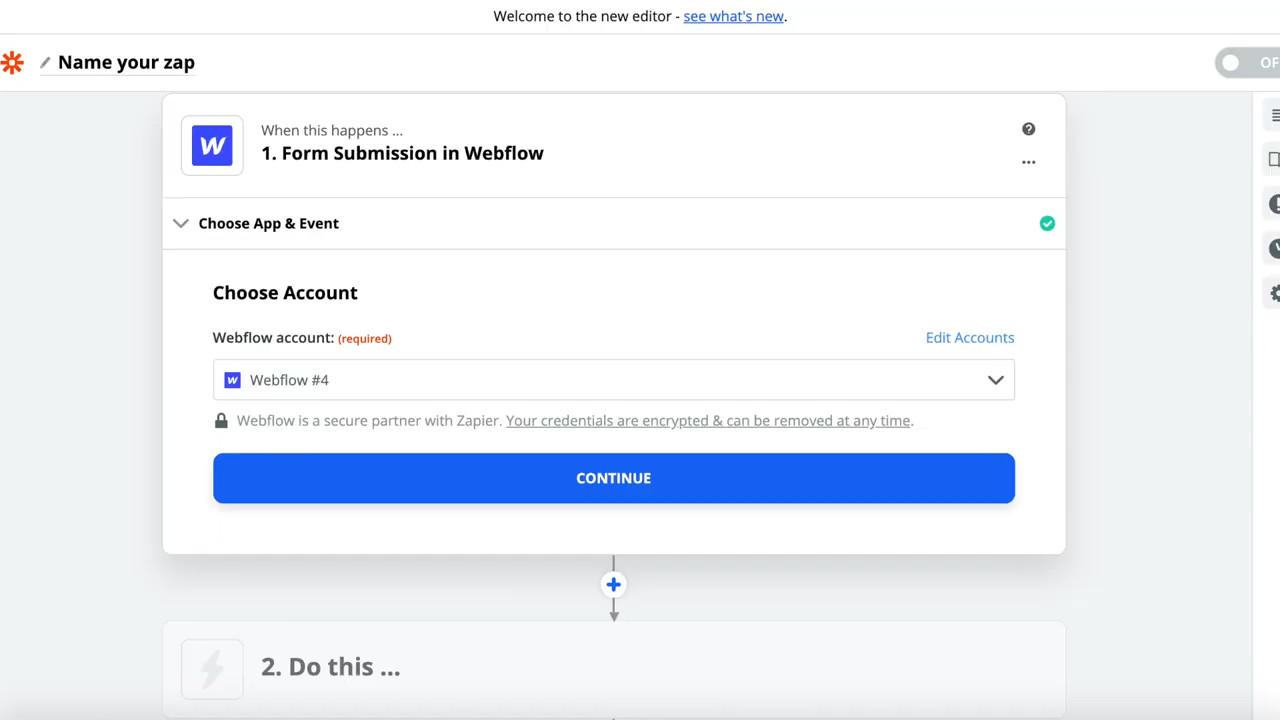 Welcome to the new editor - see what's new.
Name your zap
OF
When this happens ...
1. Form Submission in Webflow
Choose App & Event
Choose Account
Webflow account: (required)
Edit Accounts
Webflow #4
Webflow is a secure partner with Zapier. Your credentials are encrypted & can be removed at any time.
CONTINUE
2. Do this ...